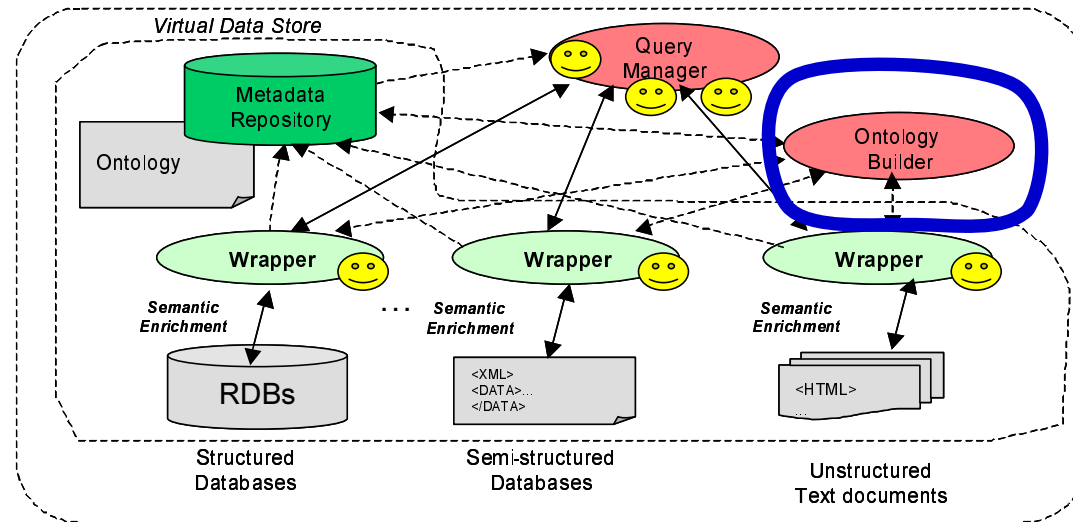 Virtual Data Store
Query
Manager
Metadada
Repository
Ontology
Ontology
Builder
Wrapper
Wrapper
Wrapper
Semantic
Enrichment
...
Semantic
Enrichment
Semantic
Enrichment
RDBs
<XML>
<DATA>...
</DATA>
<HTML>
...
Structured
Databases
Semi-structured
Databases
Unstructured
Text documents